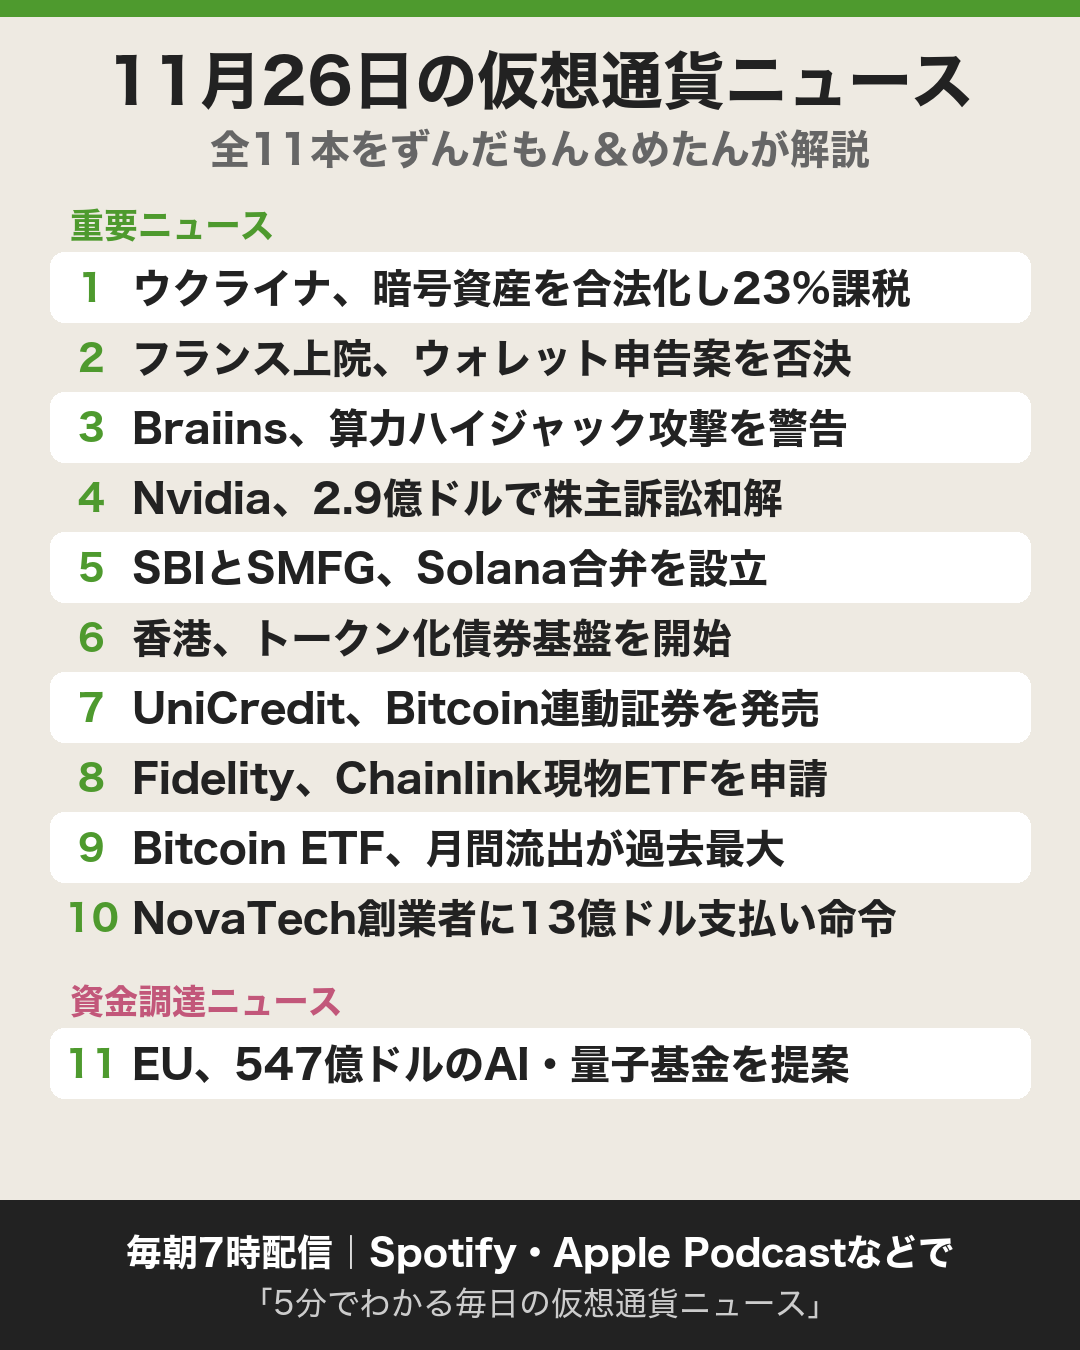 11月26日の仮想通貨ニュース
全11本をずんだもん＆めたんが解説
重要ニュース
1 ウクライナ、暗号資産を合法化し23%課税
2 フランス上院、ウォレット申告案を否決
3 Braiins、算力ハイジャック攻撃を警告
4 Nvidia、2.9億ドルで株主訴訟和解
5 SBIとSMFG、Solana合弁を設立
6 香港、トークン化債券基盤を開始
7 UniCredit、Bitcoin連動証券を発売
8 Fidelity、Chainlink現物ETFを申請
9 Bitcoin ETF、月間流出が過去最大
10 NovaTech創業者に13億ドル支払い命令
資金調達ニュース
11 EU、547億ドルのAI・量子基金を提案
毎朝7時配信｜Spotify・Apple Podcastなどで
「5分でわかる毎日の仮想通貨ニュース」